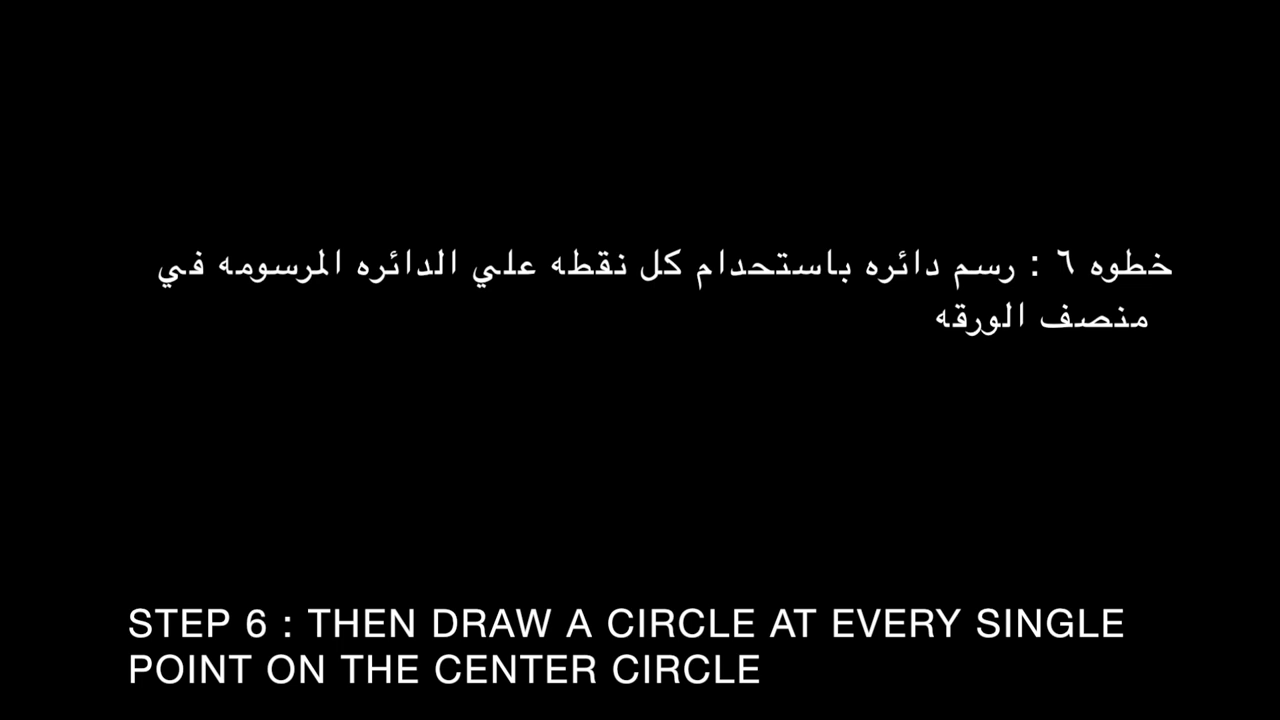 خطوه ٦ : رسم دائره باستحدام كل نقطه علي الدائره المرسومه في
منصف الورقه
STEP 6 : THEN DRAW A CIRCLE AT EVERY SINGLE
POINT ON THE CENTER CIRCLE